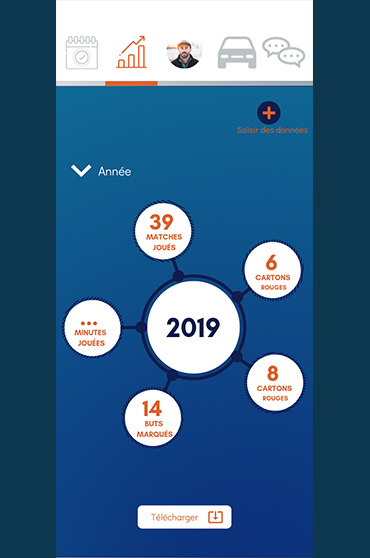 Saisir des données
Année
39
MATCHES
JOUÉS
6
CARTONS
ROUGES
...
MINUTES
JOUÉES
2019
8
CARTONS
ROUGES
14
BUTS
MARQUÉS
Télécharger